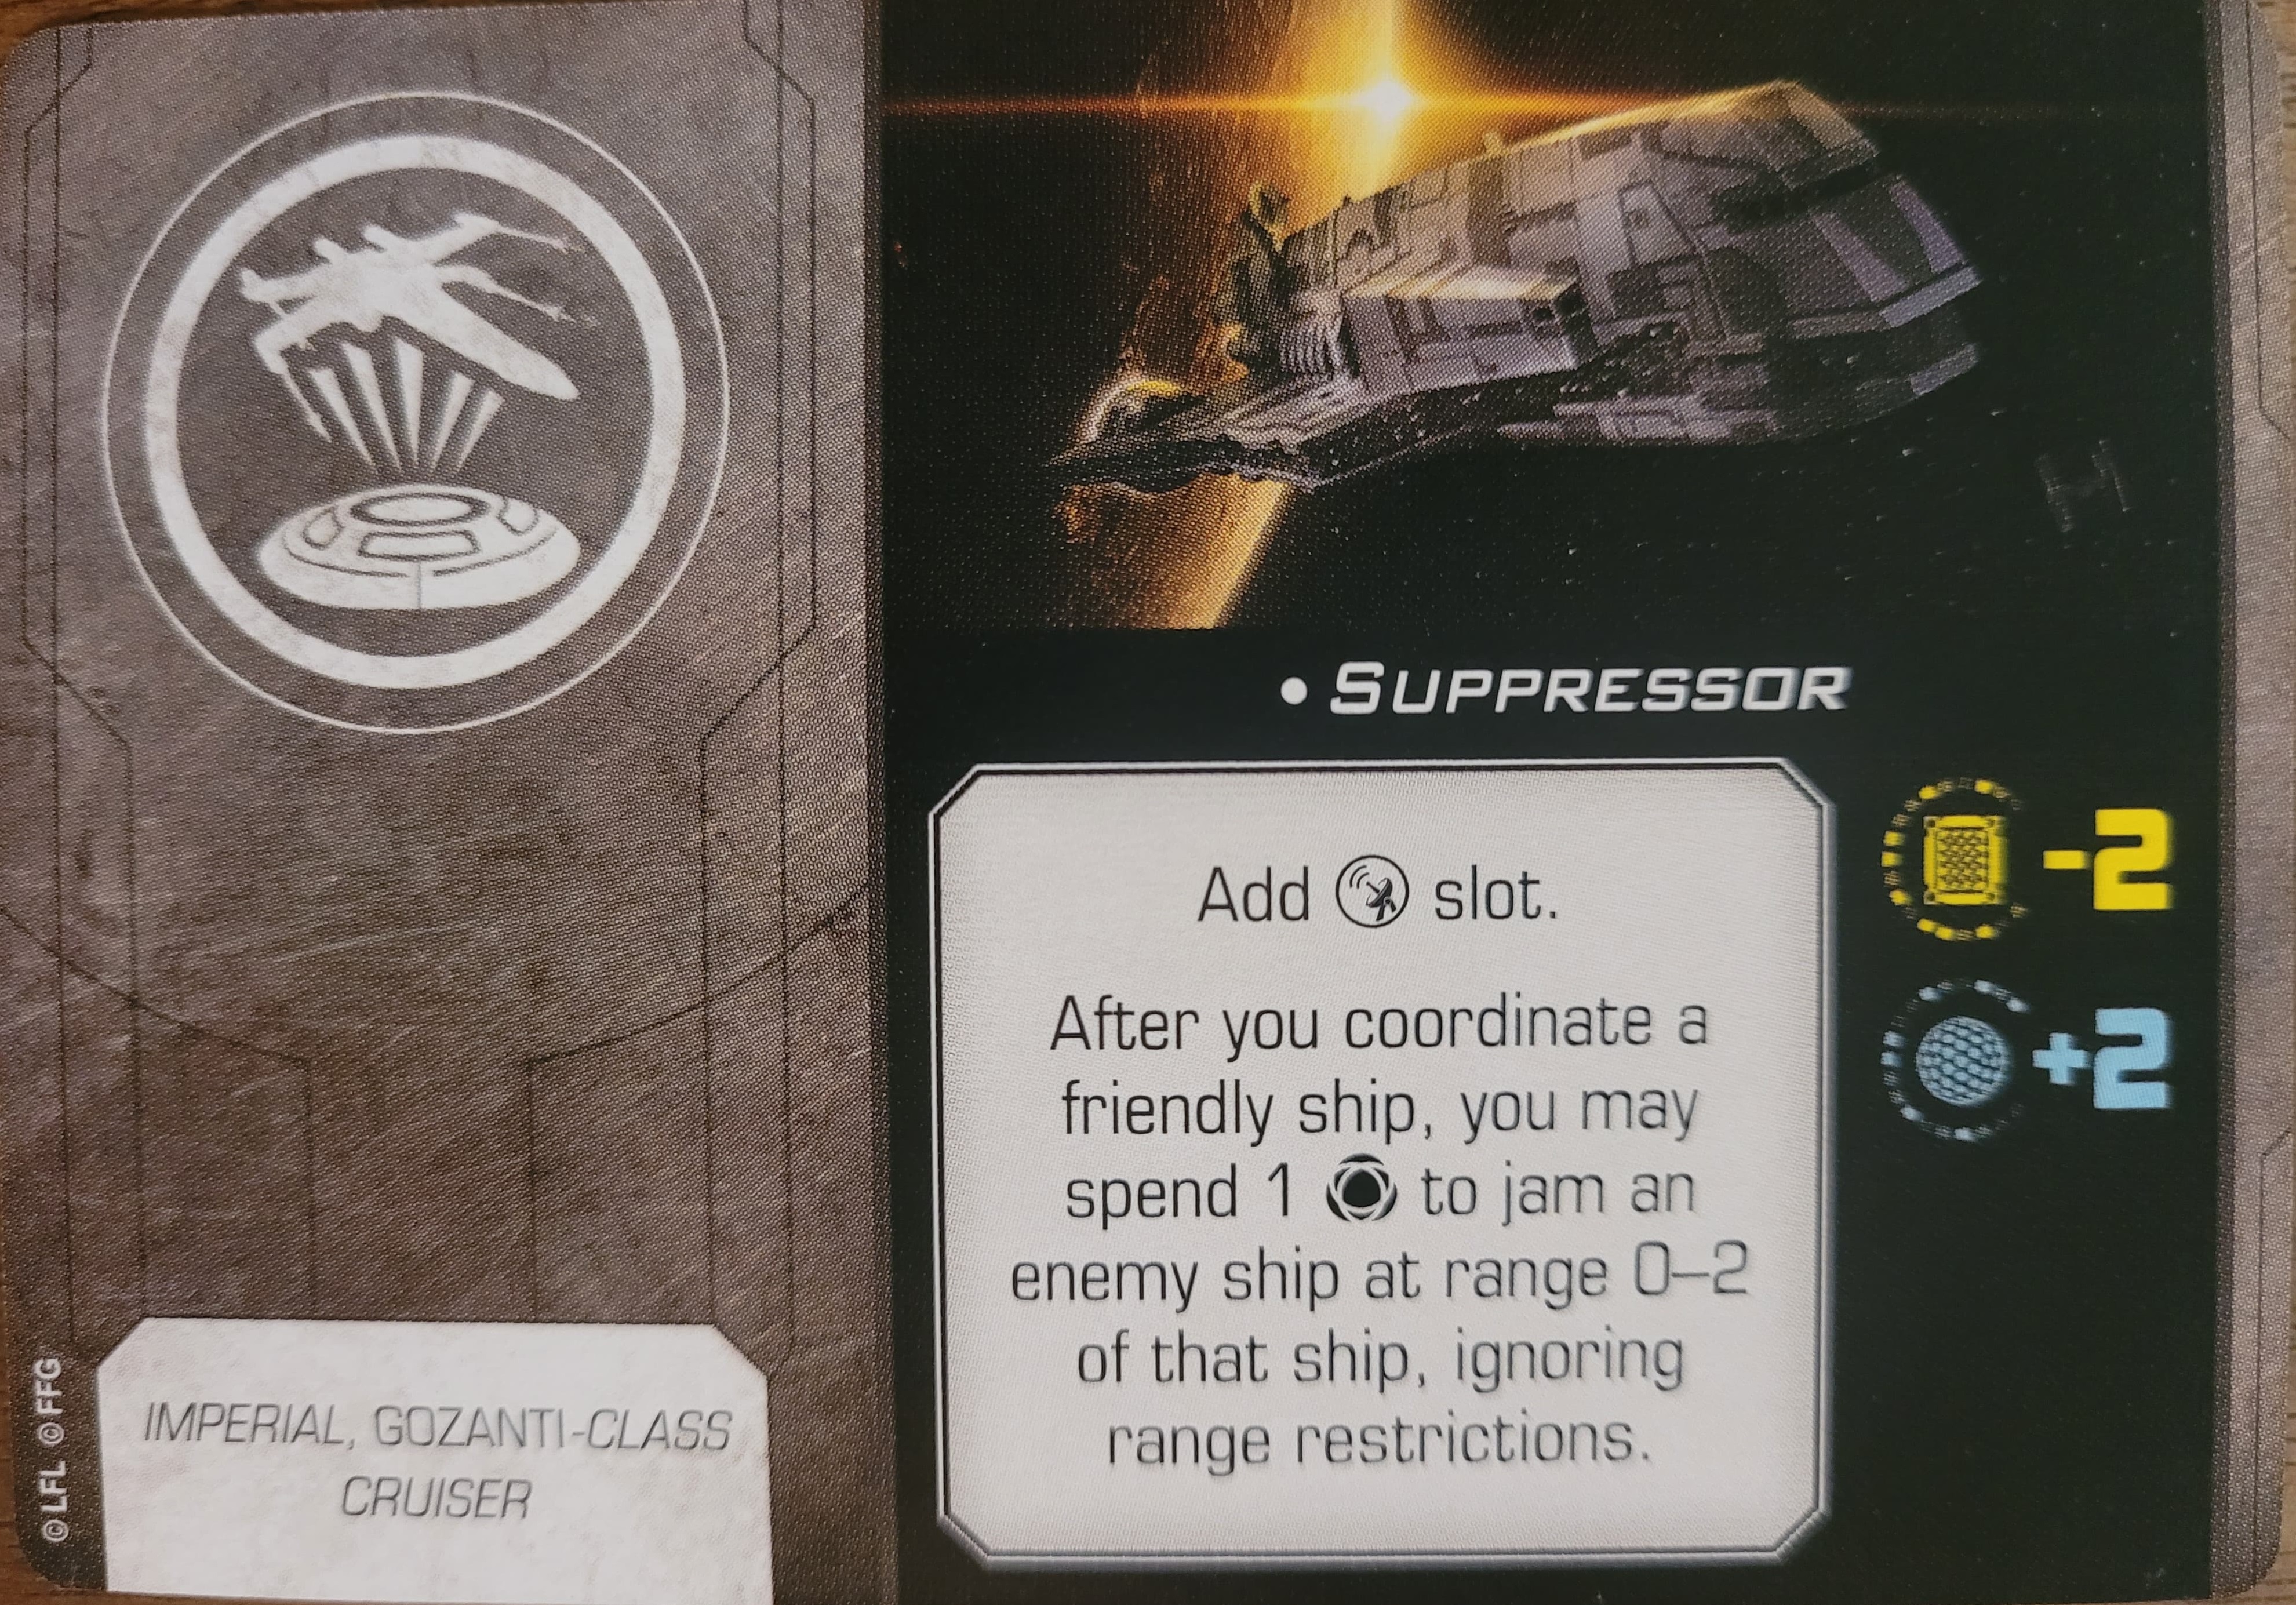 • SUPPRESSOR
Add slot.
After you coordinate a
friendly ship, you may
spend 1 to jam an
enemy ship at range 0–2
of that ship, ignoring
range restrictions.
-2
+2
IMPERIAL, GOZANTI-CLASS
CRUISER
© LFL © FFG